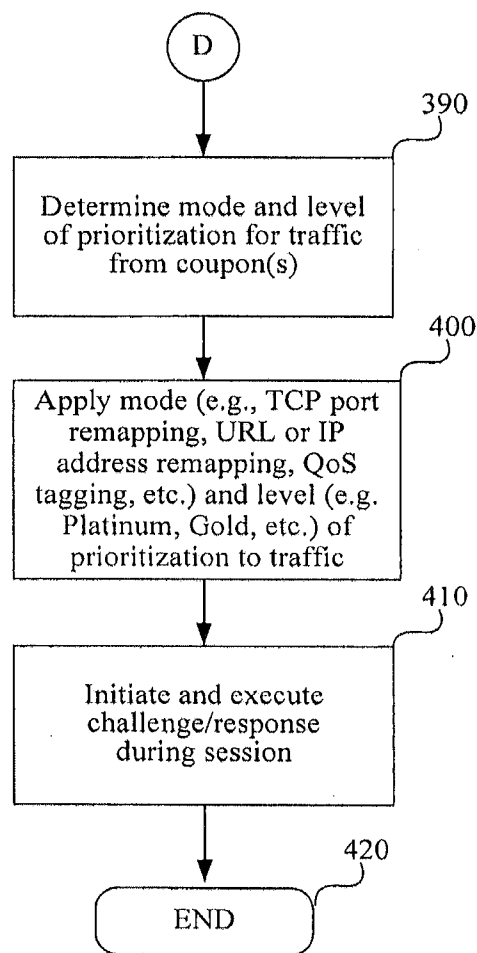 D
390
Determine mode and level
of prioritization for traffic
from coupon(s)
400
Apply mode (e.g., TCP port
remapping, URL or IP
address remapping, QoS
tagging, etc.) and level (e.g.
Platinum, Gold, etc.) of
prioritization to traffic
410
Initiate and execute
challenge/response
during session
420
END